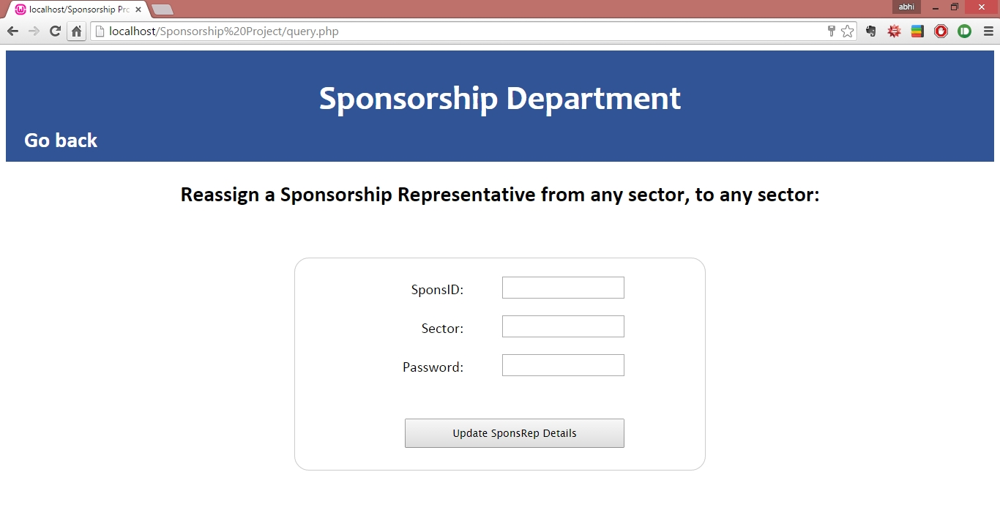 localhost/Sponsorship Prc
abhi
localhost/Sponsorship%20Project/query.php
Sponsorship Department
Go back
Reassign a Sponsorship Representative from any sector, to any sector:
SponsID:
Sector:
Password:
Update SponsRep Details